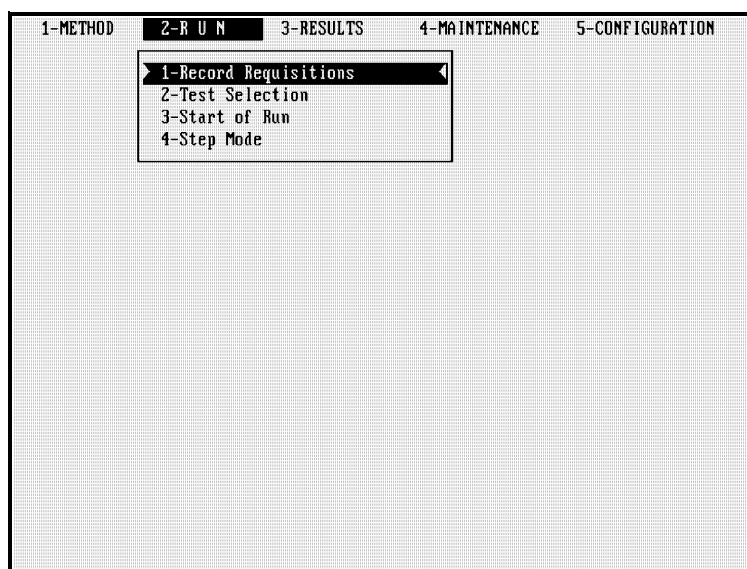 1-METHOD 2-R U N 3-RESULTS 4-MAINTENANCE 5-CONFIGURATION
1-Record Requisitions
2-Test Selection
3-Start of Run
4-Step Mode